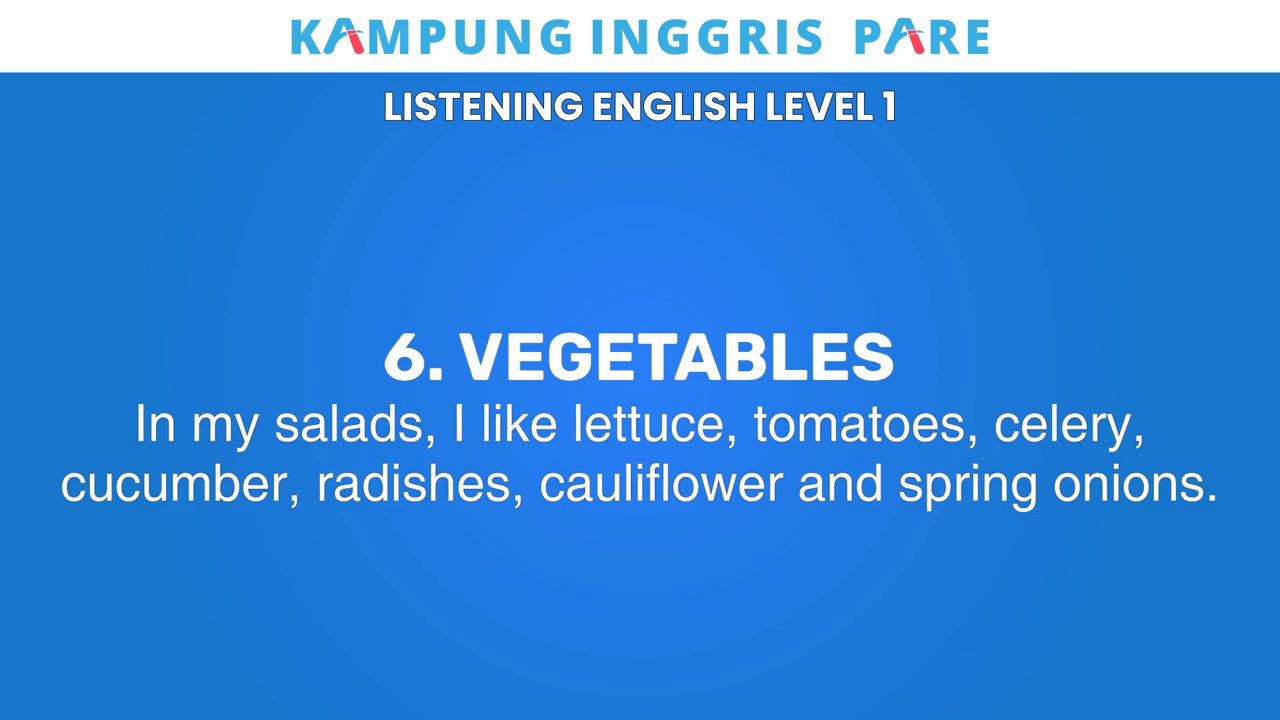 KAMPUNG INGGRIS PARE
LISTENING ENGLISH LEVEL 1
6. VEGETABLES
In my salads, I like lettuce, tomatoes, celery,
cucumber, radishes, cauliflower and spring onions.